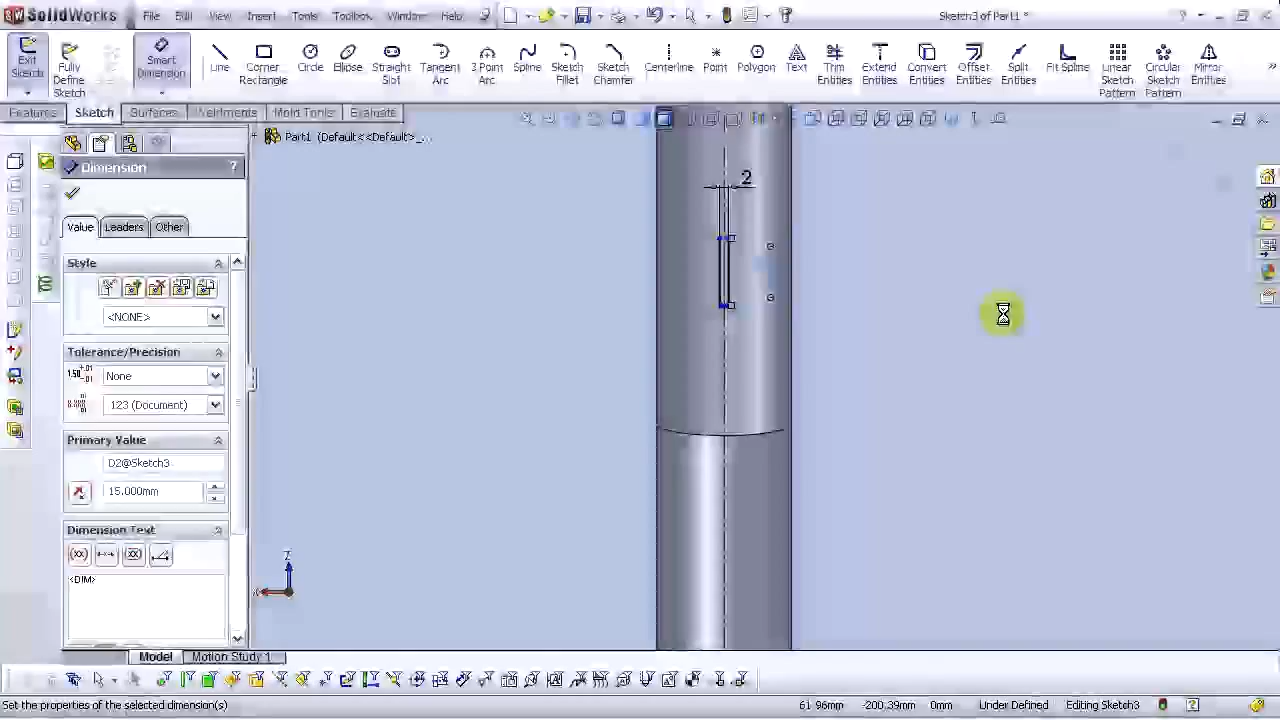 SolidWorks
File Edit View Insert Tools Toolbox Window Help
Sketch3 of Part1 *
Exit Sketch
Fully Define Sketch
Smart Dimension
Line
Corner Rectangle
Circle
Ellipse
Straight Slot
Tangent Arc
3 Point Arc
Spline
Sketch Fillet
Sketch Chamfer
Centerline
Point
Polygon
Text
Trim Entities
Extend Entities
Convert Entities
Offset Entities
Split Entities
Fit Spline
Linear Sketch Pattern
Circular Sketch Pattern
Mirror Entities
Features Sketch Surfaces Weldments Mold Tools Evaluate
Part1 (Default<<Default>_...
Dimension ?
Value Leaders Other
Style
<NONE>
Tolerance/Precision
None
.123 (Document)
Primary Value
D2@Sketch3
15.000mm
Dimension Text
<DIM>
2
Z
Model Motion Study 1
Set the properties of the selected dimension(s)
61.96mm -200.39mm 0mm Under Defined Editing Sketch3